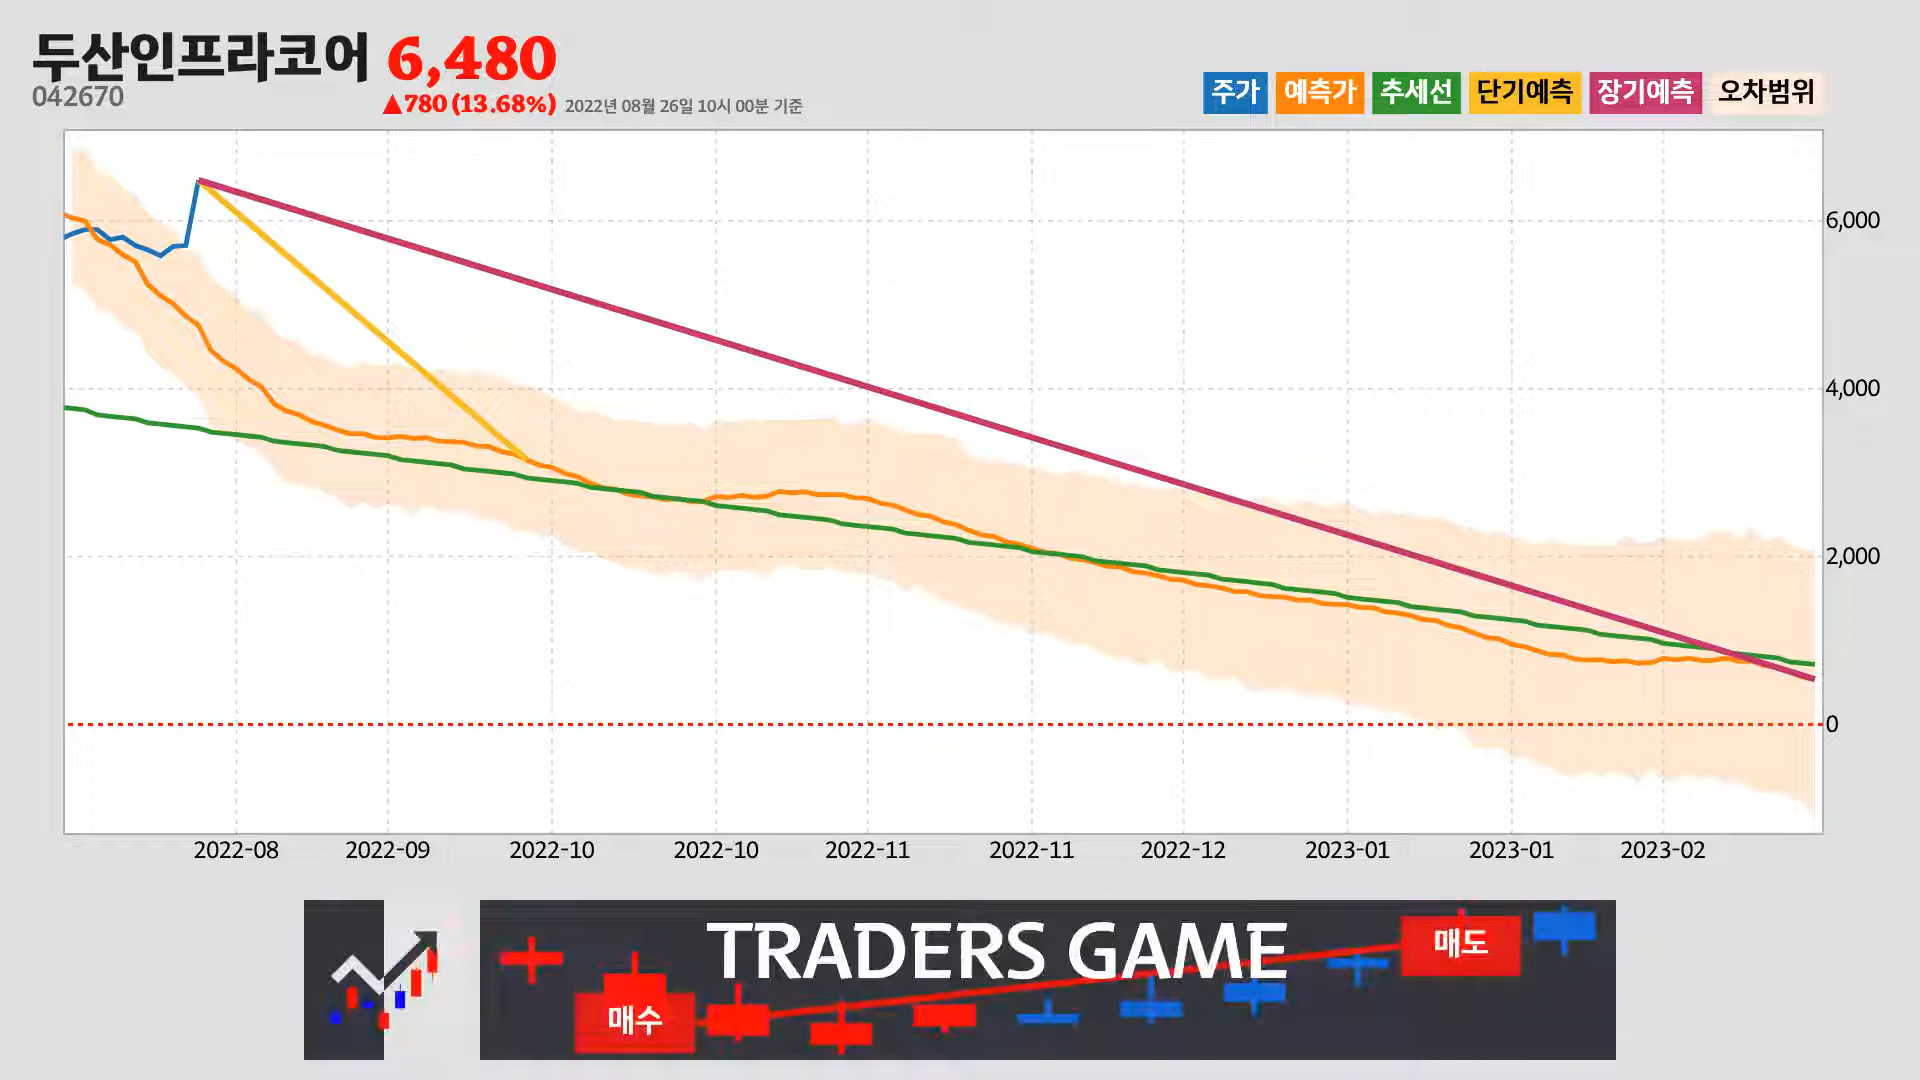 두산인프라코어 6,480
042670
▲780 (13.68%) 2022년 08월 26일 10시 00분 기준
주가 예측가 추세선 단기예측 장기예측 오차범위
6,000
4,000
2,000
0
2022-08 2022-09 2022-10 2022-10 2022-11 2022-11 2022-12 2023-01 2023-01 2023-02
TRADERS GAME
매도
매수